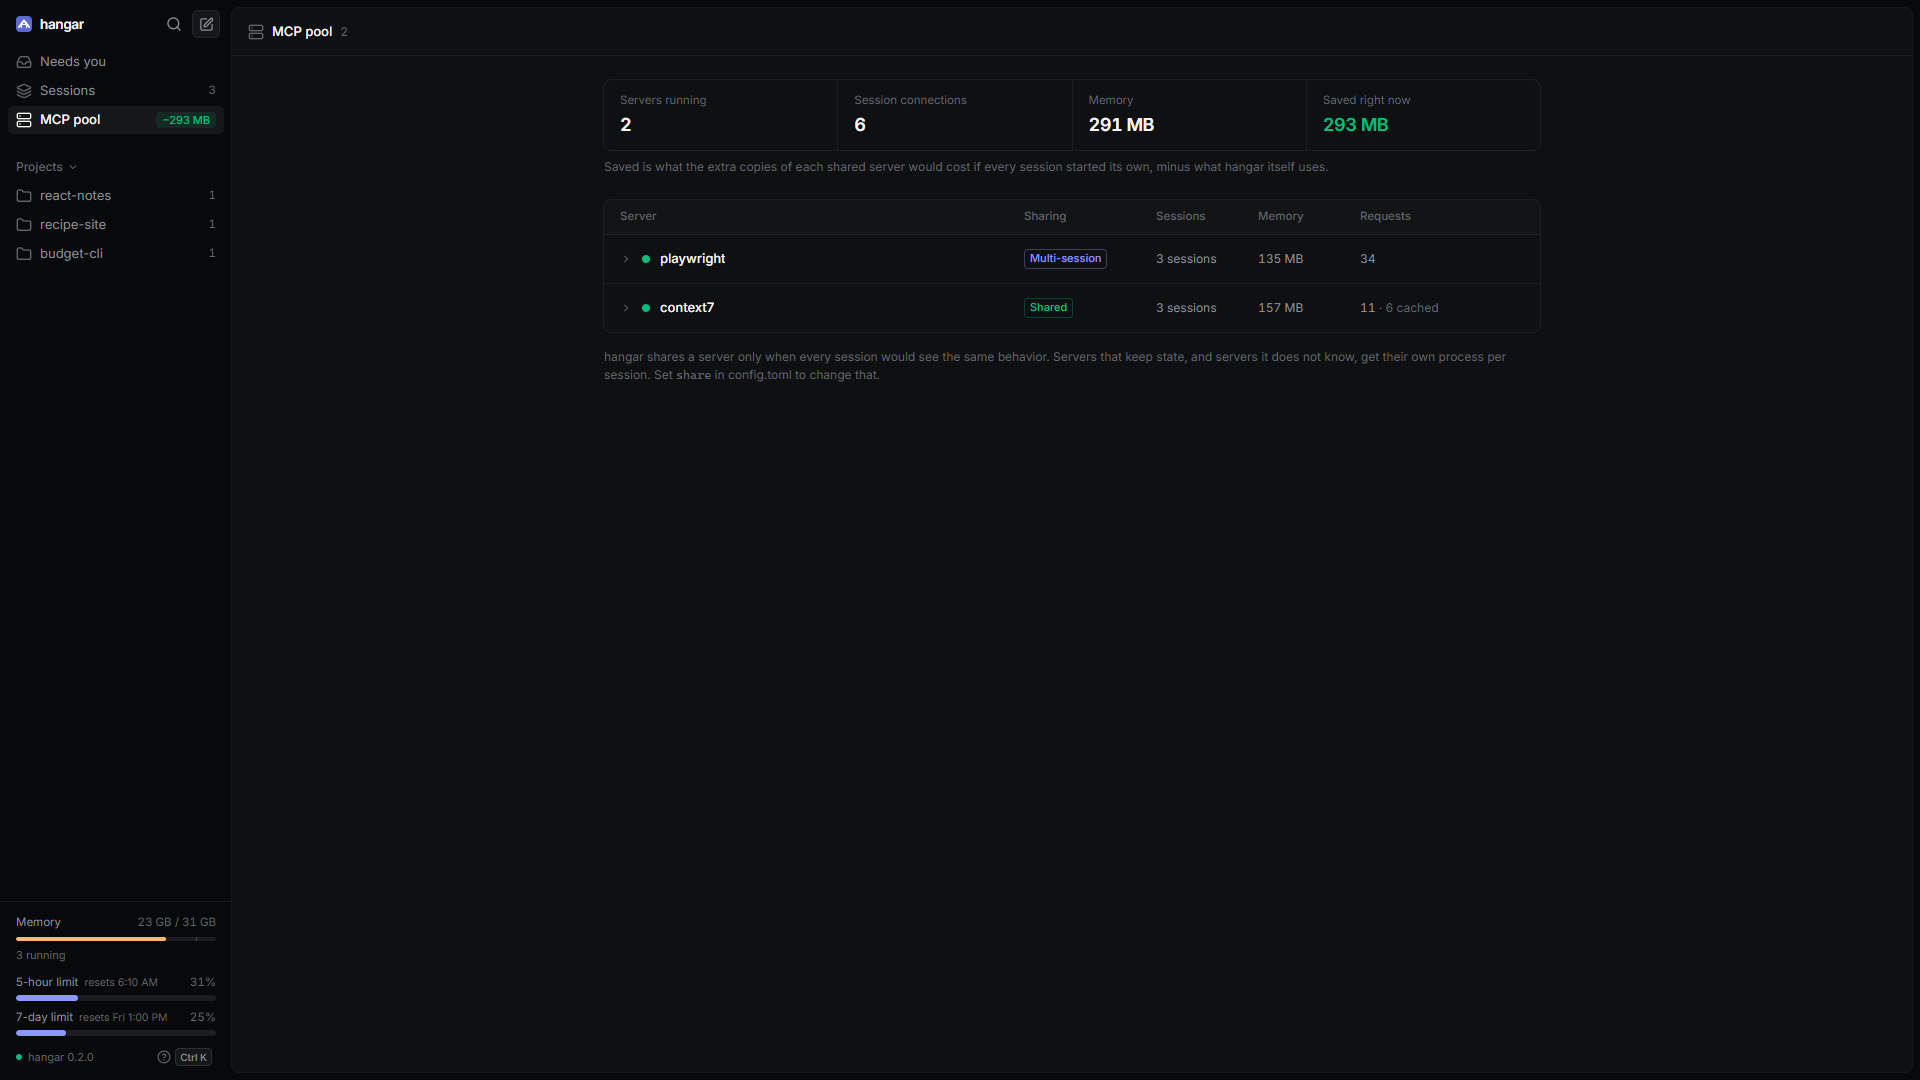 hangar
Needs you
Sessions 3
MCP pool −293 MB
Projects
react-notes 1
recipe-site 1
budget-cli 1
Memory 23 GB / 31 GB
3 running
5-hour limit resets 6:10 AM 31%
7-day limit resets Fri 1:00 PM 25%
hangar 0.2.0 Ctrl K
MCP pool 2
Servers running Session connections Memory Saved right now
2 6 291 MB 293 MB
Saved is what the extra copies of each shared server would cost if every session started its own, minus what hangar itself uses.
Server Sharing Sessions Memory Requests
playwright Multi-session 3 sessions 135 MB 34
context7 Shared 3 sessions 157 MB 11 · 6 cached
hangar shares a server only when every session would see the same behavior. Servers that keep state, and servers it does not know, get their own process per
session. Set share in config.toml to change that.